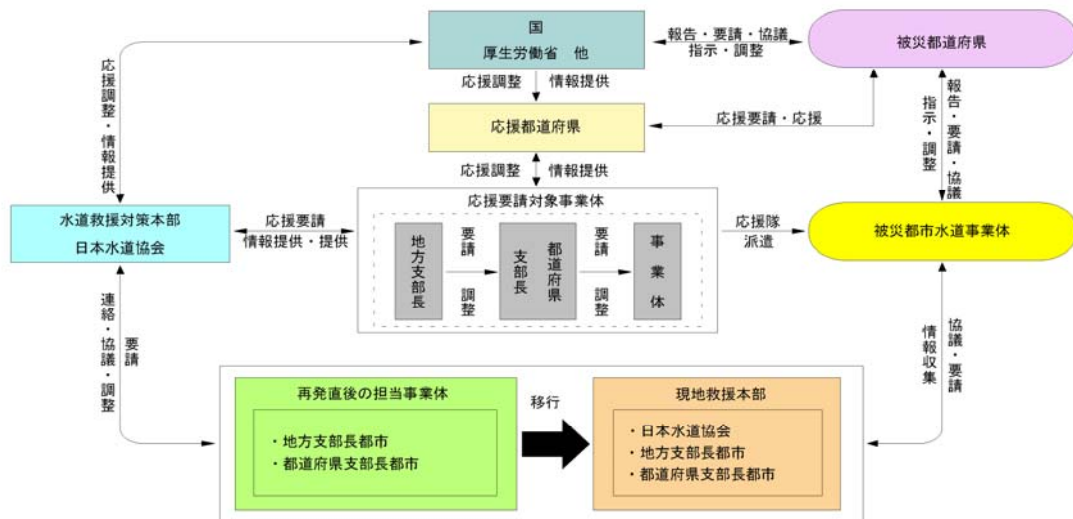 国
厚生労働省　他
報告・要請・協議
指示・調整
被災都道府県
応援調整・情報提供
応援調整
情報提供
応援都道府県
応援要請・応援
報告・要請・協議
指示・調整
応援調整
情報提供
水道救援対策本部
日本水道協会
応援要請
情報提供・提供
応援要請対象事業体
地方支部長
要請
調整
都道府県
支部長
要請
調整
事業体
応援隊
派遣
被災都市水道事業体
要請
連絡・協議・調整
協議・要請
情報収集
再発直後の担当事業体
・地方支部長都市
・都道府県支部長都市
移行
現地救援本部
・日本水道協会
・地方支部長都市
・都道府県支部長都市